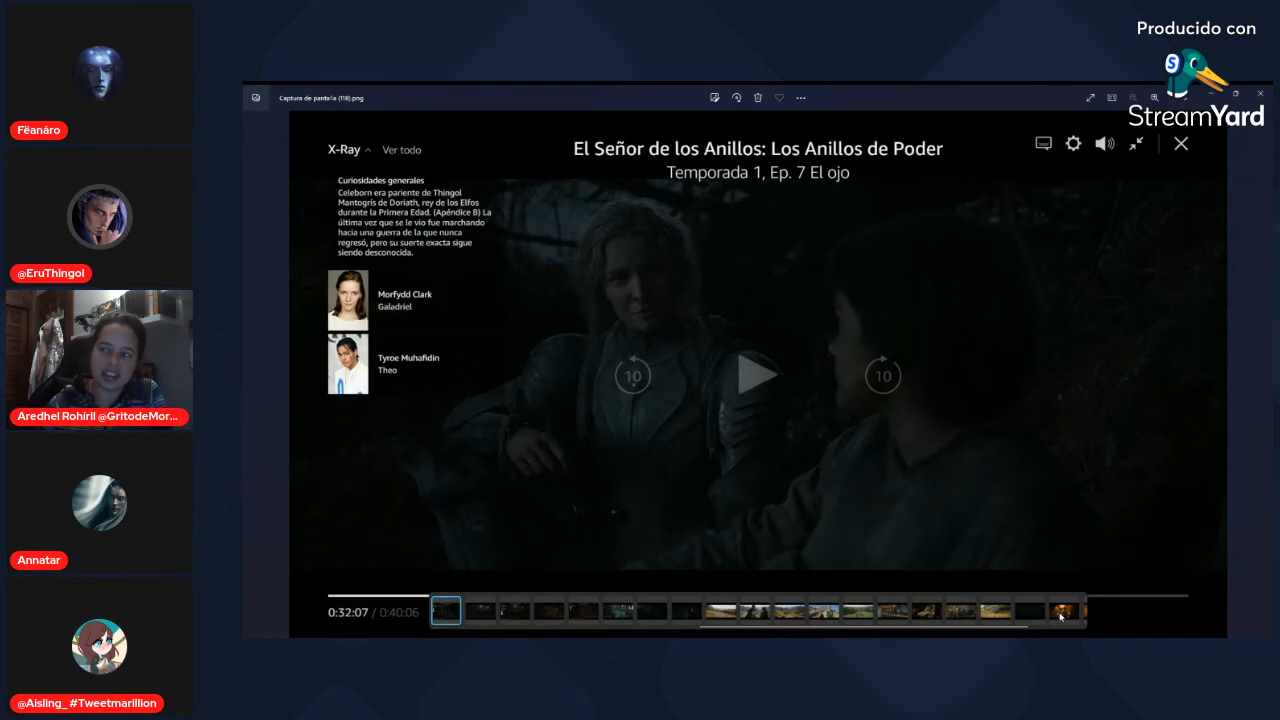 Producido con
StreamYard
Captura de pantalla (118).png
X-Ray
Ver todo
El Señor de los Anillos: Los Anillos de Poder
Temporada 1, Ep. 7 El ojo
Curiosidades generales
Celeborn era pariente de Thingol
Mantogrís de Doriath, rey de los Elfos
durante la Primera Edad. (Apéndice B) La
última vez que se le vio fue marchando
hacia una guerra de la que nunca
regresó, pero su suerte exacta sigue
siendo desconocida.
Morfydd Clark
Galadriel
Tyroe Muhafidin
Theo
10
10
0:32:07 / 0:40:06
Fëanáro
@EruThingol
Aredhel Rohíril @GritodeMor...
Annatar
@Aisling_ #Tweetmarillion